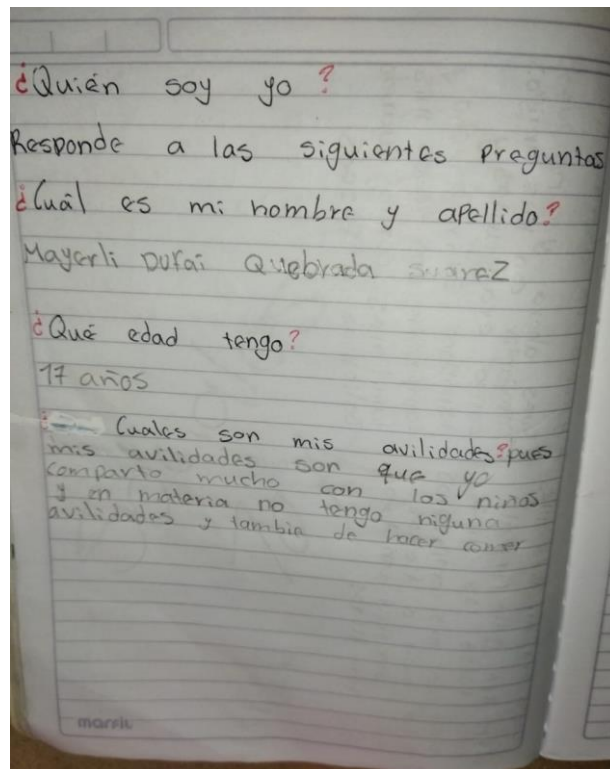 ¿Quién soy yo?
Responde a las siguientes preguntas
¿Cuál es mi nombre y apellido?
Mayerli Durai Quebrada Suarez
¿Qué edad tengo?
17 años
¿ Cuales son mis avilidades? pues
mis avilidades son que yo
comparto mucho con los niños
y en materia no tengo niguna
avilidades y tambin de hacer comer